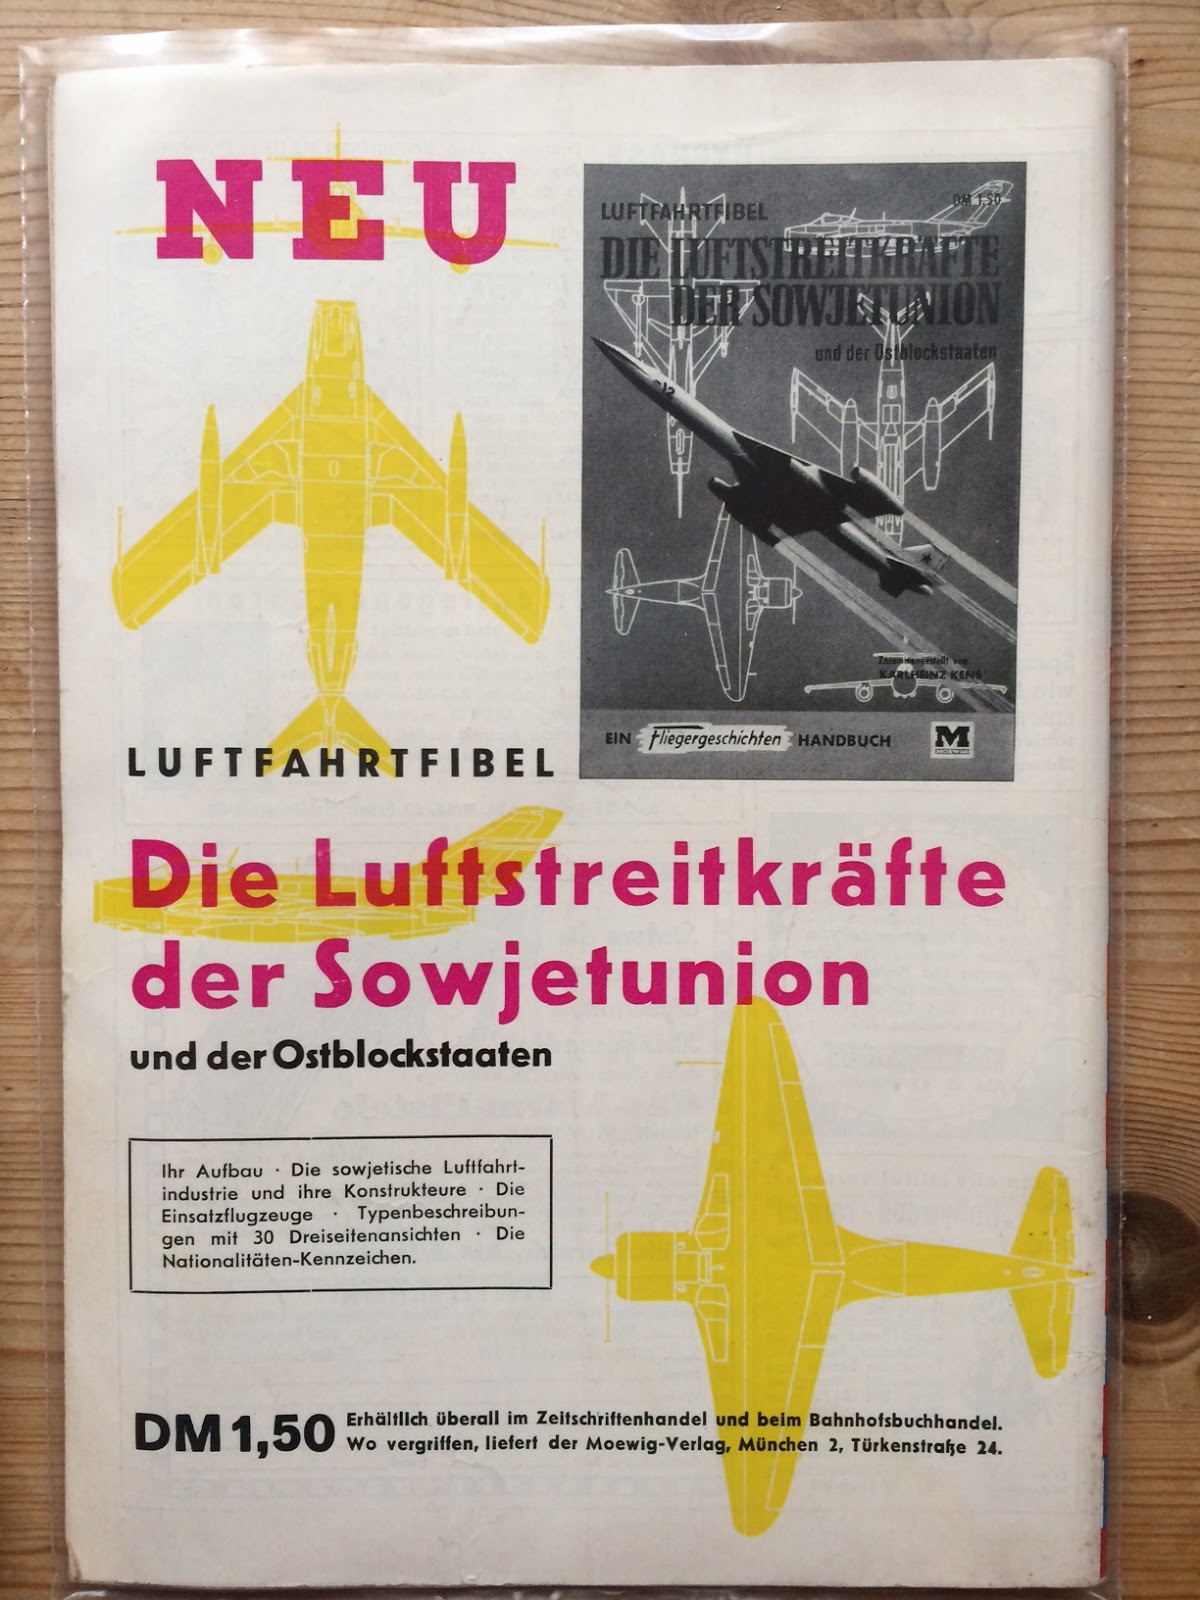 NEU
LUFTFAHRTFIBEL
DM 1,50
DIE LUFTSTREITKRÄFTE
DER SOWJETUNION
und der Ostblockstaaten
12
Zusammengestellt von
KARLHEINZ KENS
EIN fliegergeschichten HANDBUCH
M
MOEWIG
LUFTFAHRTFIBEL
Die Luftstreitkräfte
der Sowjetunion
und der Ostblockstaaten
Ihr Aufbau · Die sowjetische Luftfahrt-
industrie und ihre Konstrukteure · Die
Einsatzflugzeuge · Typenbeschreibun-
gen mit 30 Dreiseitenansichten · Die
Nationalitäten-Kennzeichen.
DM 1,50
Erhältlich überall im Zeitschriftenhandel und beim Bahnhofsbuchhandel.
Wo vergriffen, liefert der Moewig-Verlag, München 2, Türkenstraße 24.